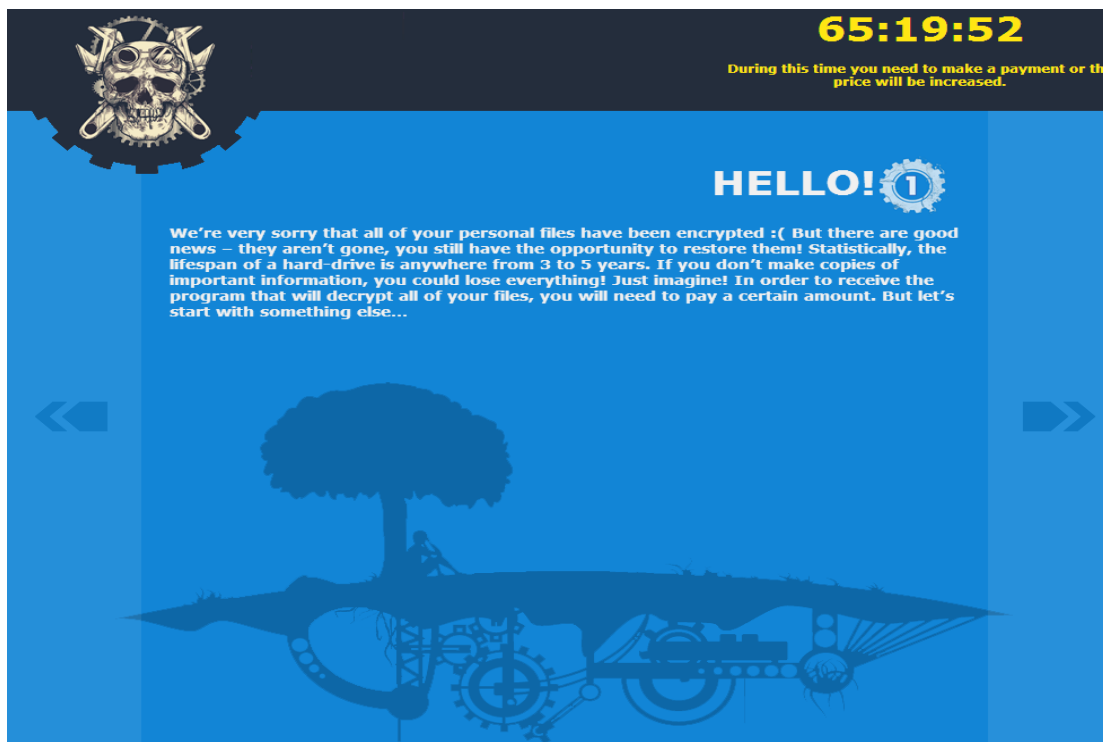 65:19:52
During this time you need to make a payment or th
price will be increased.
HELLO! 1
We’re very sorry that all of your personal files have been encrypted :( But there are good
news – they aren’t gone, you still have the opportunity to restore them! Statistically, the
lifespan of a hard-drive is anywhere from 3 to 5 years. If you don’t make copies of
important information, you could lose everything! Just imagine! In order to receive the
program that will decrypt all of your files, you will need to pay a certain amount. But let’s
start with something else...